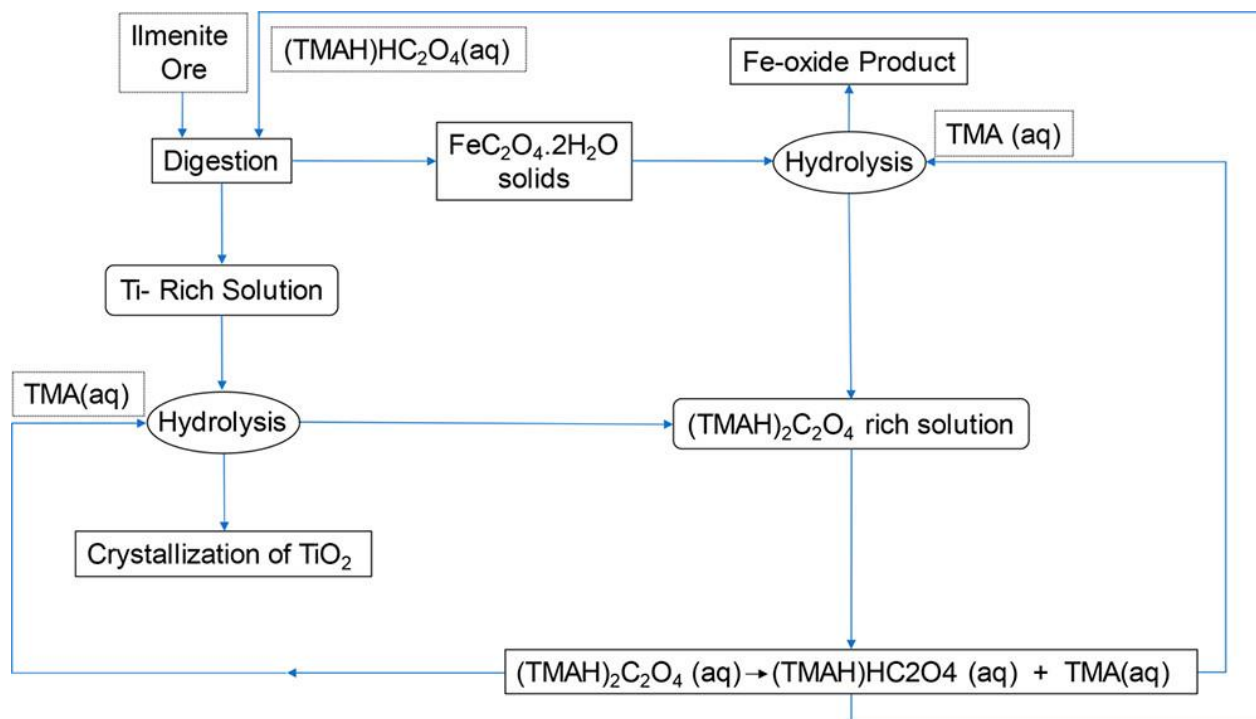 Ilmenite
Ore
(TMAH)HC₂O₄(aq)
Fe-oxide Product
Digestion
FeC₂O₄.2H₂O
solids
Hydrolysis
TMA (aq)
Ti- Rich Solution
TMA(aq)
Hydrolysis
(TMAH)₂C₂O₄ rich solution
Crystallization of TiO₂
(TMAH)₂C₂O₄ (aq)→(TMAH)HC2O4 (aq) + TMA(aq)